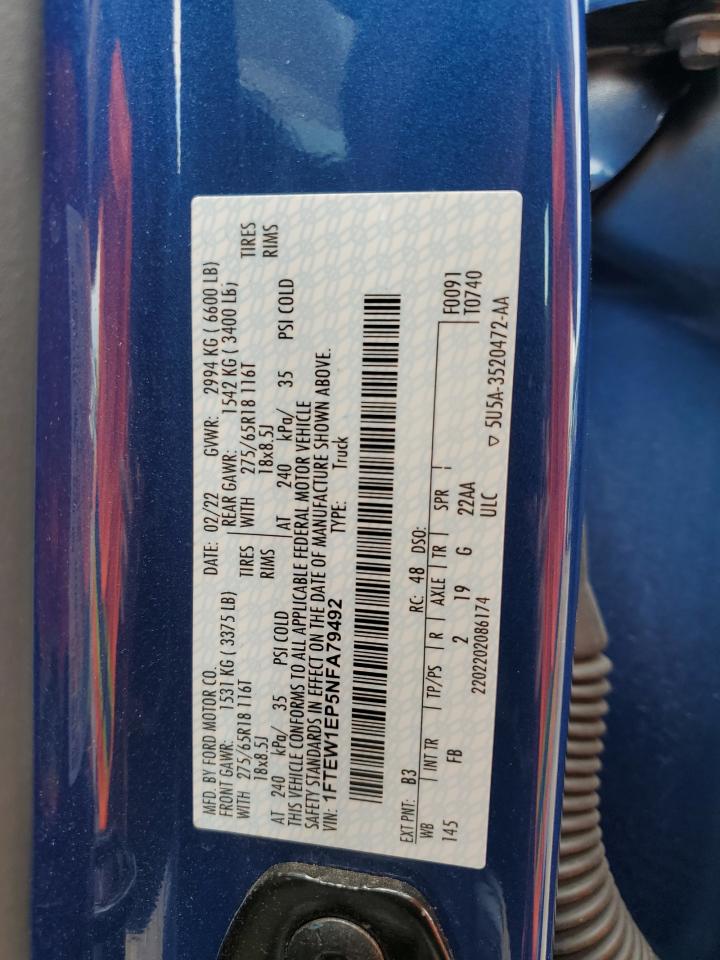 MFD. BY FORD MOTOR CO. DATE: 02/22 GVWR: 2994 KG ( 6600 LB)
FRONT GAWR: 1531 KG ( 3375 LB) REAR GAWR: 1542 KG ( 3400 LB)
WITH 275/65R18 116T TIRES WITH 275/65R18 116T TIRES
18x8.5J RIMS 18x8.5J RIMS
AT 240 kPa/ 35 PSI COLD AT 240 kPa/ 35 PSI COLD
THIS VEHICLE CONFORMS TO ALL APPLICABLE FEDERAL MOTOR VEHICLE
SAFETY STANDARDS IN EFFECT ON THE DATE OF MANUFACTURE SHOWN ABOVE.
VIN: 1FTEW1EP5NFA79492 TYPE: Truck
EXT PNT: B3 RC: 48 DSO:
WB INT TR TP/PS R AXLE TR SPR F0091
145 FB 2 19 G 22AA T0740
2202202086174 ULC ▽ 5U5A-3520472-AA